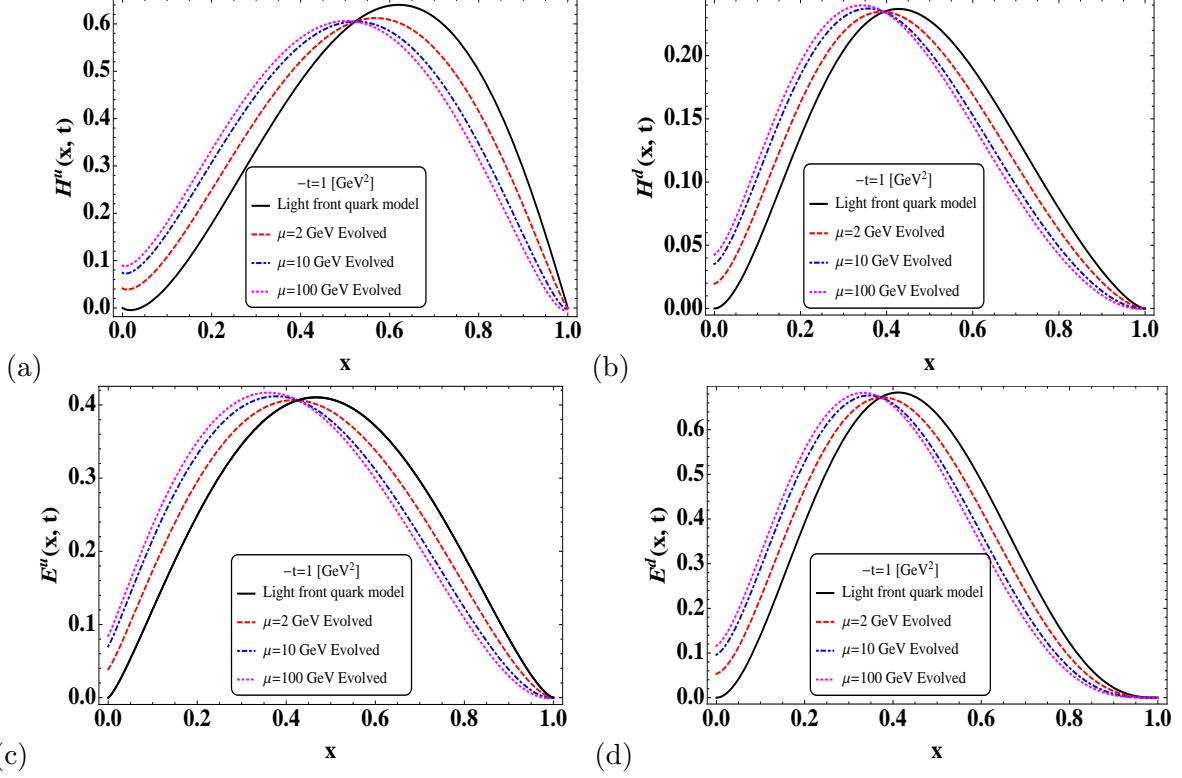 0.6
0.5
0.4
0.3
0.2
0.1
0.0
H^u(x, t)
−t=1 [GeV²]
Light front quark model
μ=2 GeV Evolved
μ=10 GeV Evolved
μ=100 GeV Evolved
0.0 0.2 0.4 0.6 0.8 1.0
x
(a)
0.20
0.15
0.10
0.05
0.00
H^d(x, t)
−t=1 [GeV²]
Light front quark model
μ=2 GeV Evolved
μ=10 GeV Evolved
μ=100 GeV Evolved
0.0 0.2 0.4 0.6 0.8 1.0
x
(b)
0.4
0.3
0.2
0.1
0.0
E^u(x, t)
−t=1 [GeV²]
Light front quark model
μ=2 GeV Evolved
μ=10 GeV Evolved
μ=100 GeV Evolved
0.0 0.2 0.4 0.6 0.8 1.0
x
(c)
0.6
0.5
0.4
0.3
0.2
0.1
0.0
E^d(x, t)
−t=1 [GeV²]
Light front quark model
μ=2 GeV Evolved
μ=10 GeV Evolved
μ=100 GeV Evolved
0.0 0.2 0.4 0.6 0.8 1.0
x
(d)